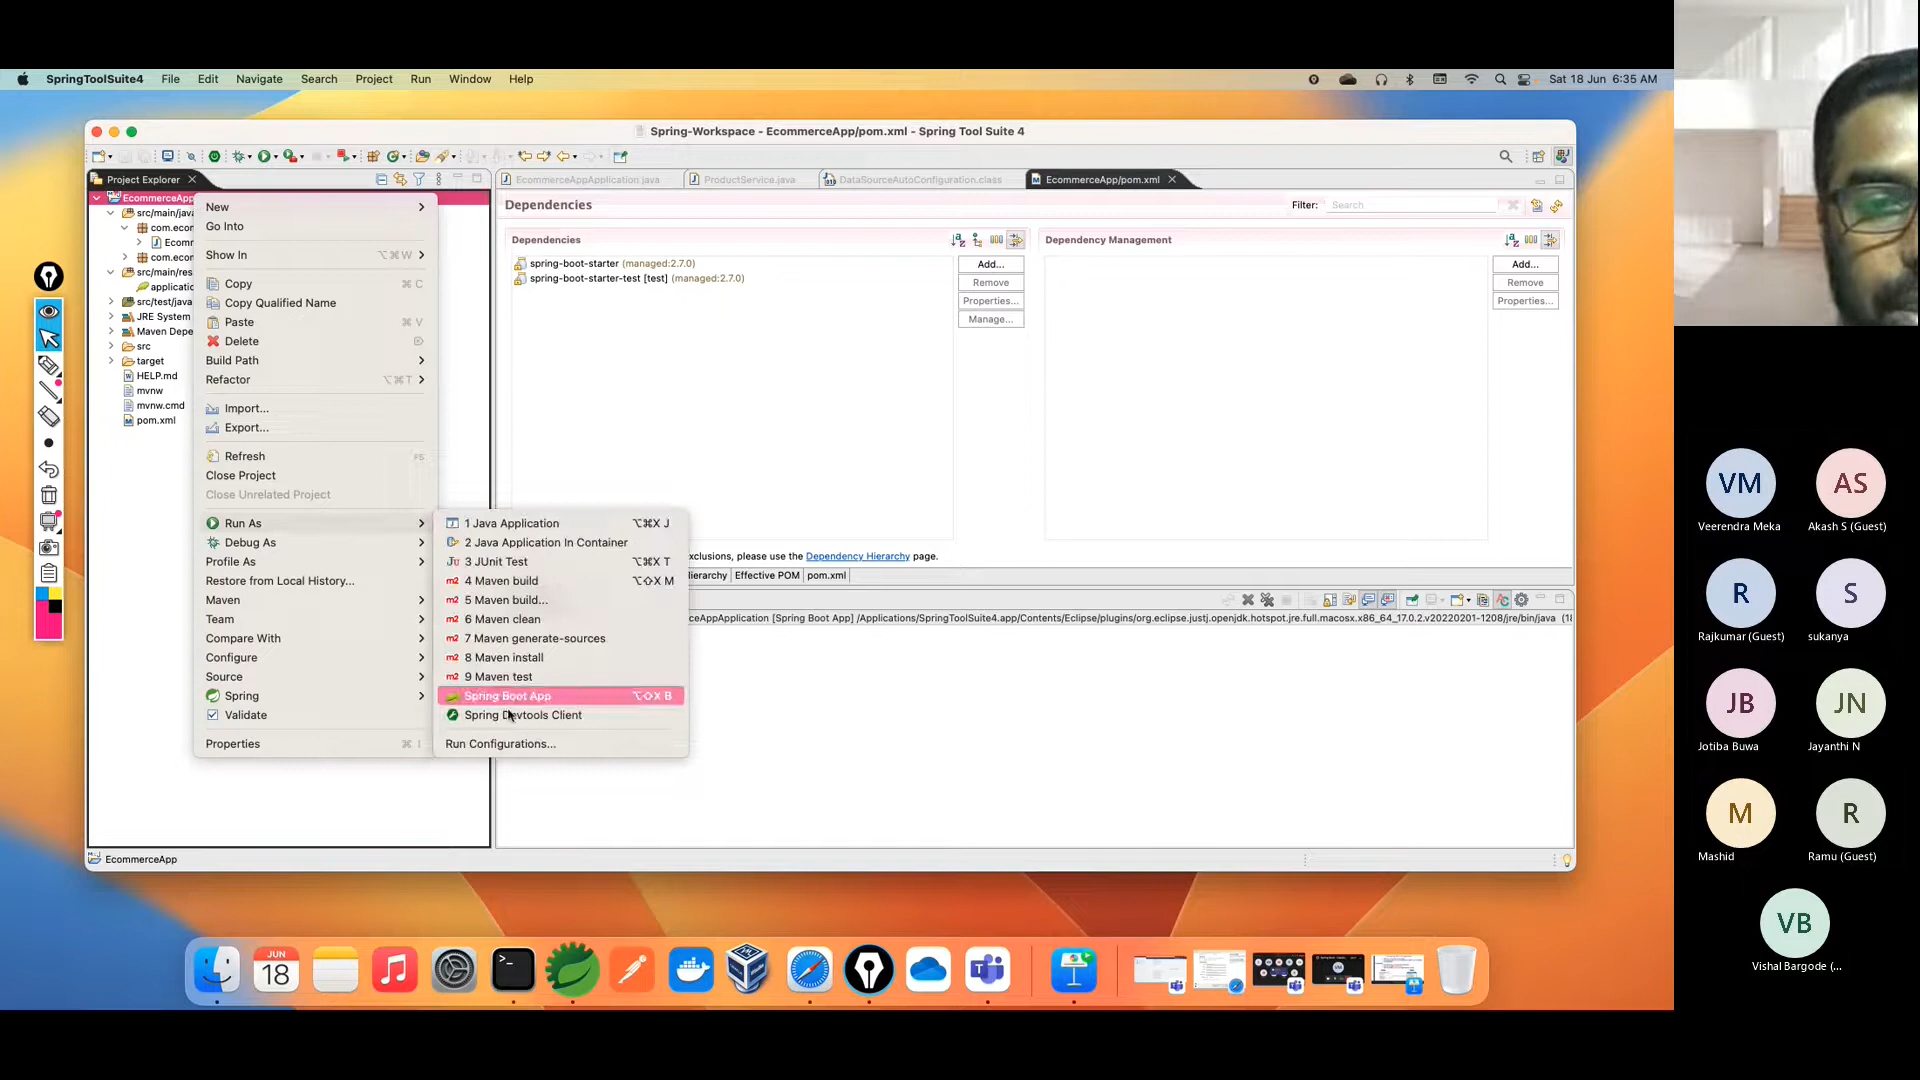 SpringToolSuite4 File Edit Navigate Search Project Run Window Help
Sat 18 Jun 6:35 AM
Spring-Workspace - EcommerceApp/pom.xml - Spring Tool Suite 4
Project Explorer
EcommerceApp
src/main/java
com.econ
Ecomr
com.econ
src/main/res
applicatio
src/test/java
JRE System
Maven Depe
src
target
HELP.md
mvnw
mvnw.cmd
pom.xml
New
Go Into
Show In ⌥⌘W
Copy ⌘C
Copy Qualified Name
Paste ⌘V
Delete
Build Path
Refactor ⌥⌘T
Import...
Export...
Refresh F5
Close Project
Close Unrelated Project
Run As
Debug As
Profile As
Restore from Local History...
Maven
Team
Compare With
Configure
Source
Spring
Validate
Properties ⌘I
1 Java Application ⌥⌘X J
2 Java Application In Container
3 JUnit Test ⌥⌘X T
4 Maven build ⌥⇧X M
5 Maven build...
6 Maven clean
7 Maven generate-sources
8 Maven install
9 Maven test
Spring Boot App ⌥⇧X B
Spring Devtools Client
Run Configurations...
EcommerceAppApplication.java
ProductService.java
DataSourceAutoConfiguration.class
EcommerceApp/pom.xml
Dependencies
Filter: Search
Dependencies
spring-boot-starter (managed:2.7.0)
spring-boot-starter-test [test] (managed:2.7.0)
Add...
Remove
Properties...
Manage...
Dependency Management
Add...
Remove
Properties...
xclusions, please use the Dependency Hierarchy page.
ierarchy Effective POM pom.xml
eAppApplication [Spring Boot App] /Applications/SpringToolSuite4.app/Contents/Eclipse/plugins/org.eclipse.justj.openjdk.hotspot.jre.full.macosx.x86_64_17.0.2.v20220201-1208/jre/bin/java (18
EcommerceApp
JUN
18
VM
Veerendra Meka
AS
Akash S (Guest)
R
Rajkumar (Guest)
S
sukanya
JB
Jotiba Buwa
JN
Jayanthi N
M
Mashid
R
Ramu (Guest)
VB
Vishal Bargode (...